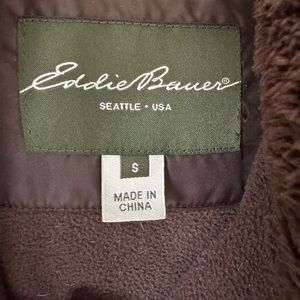 Eddie Bauer®
SEATTLE • USA
S
MADE IN
CHINA